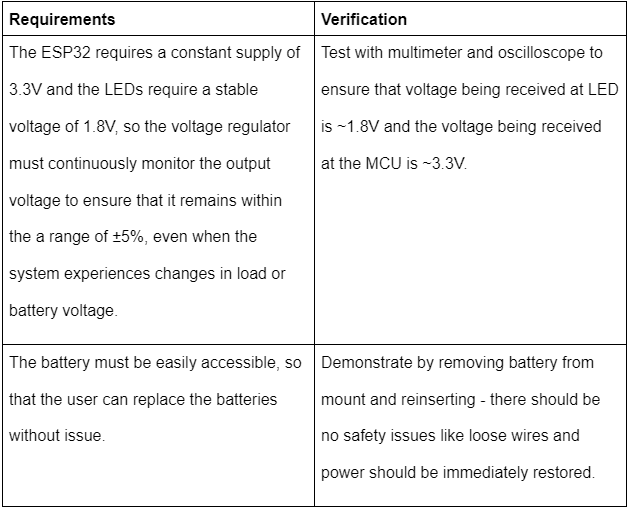 Requirements
Verification
The ESP32 requires a constant supply of
3.3V and the LEDs require a stable
voltage of 1.8V, so the voltage regulator
must continuously monitor the output
voltage to ensure that it remains within
the a range of ±5%, even when the
system experiences changes in load or
battery voltage.
Test with multimeter and oscilloscope to
ensure that voltage being received at LED
is ~1.8V and the voltage being received
at the MCU is ~3.3V.
The battery must be easily accessible, so
that the user can replace the batteries
without issue.
Demonstrate by removing battery from
mount and reinserting - there should be
no safety issues like loose wires and
power should be immediately restored.